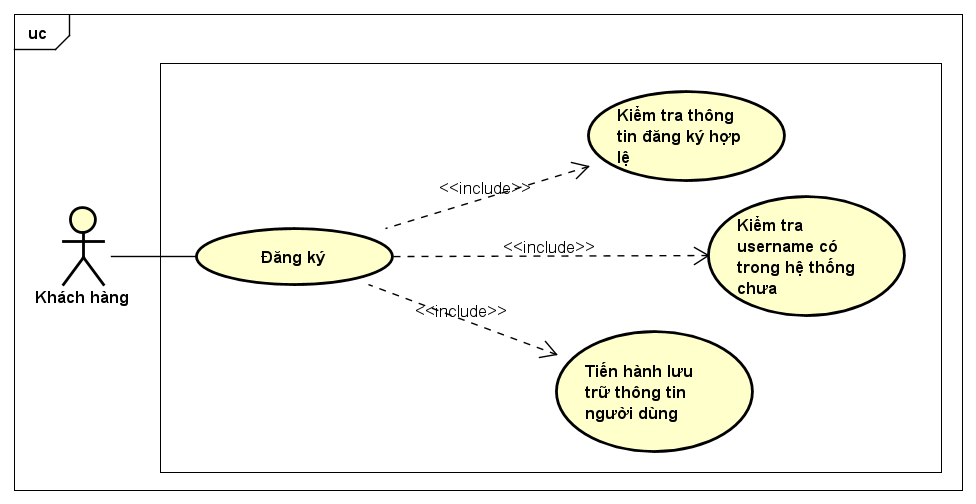 uc
Kiểm tra thông
tin đăng ký hợp
lệ
<<include>>
Kiểm tra
username có
trong hệ thống
chưa
<<include>>
Đăng ký
Khách hàng
<<include>>
Tiến hành lưu
trữ thông tin
người dùng